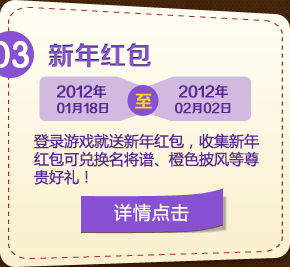 03 新年红包
2012年 至 2012年
01月18日 02月02日
登录游戏就送新年红包，收集新年
红包可兑换名将谱、橙色披风等尊
贵好礼！
详情点击